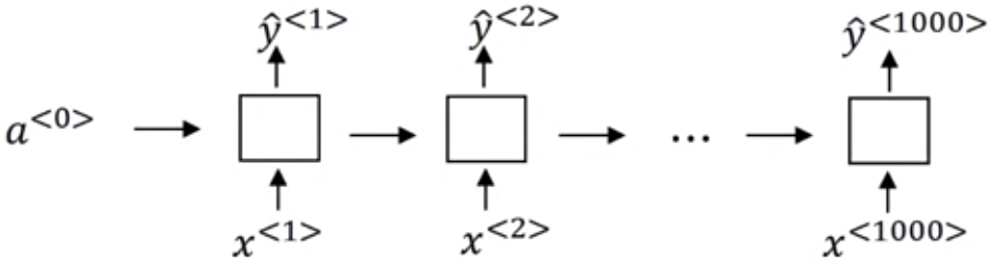 ŷ<1> ŷ<2> ŷ<1000>
a<0> ...
x<1> x<2> x<1000>